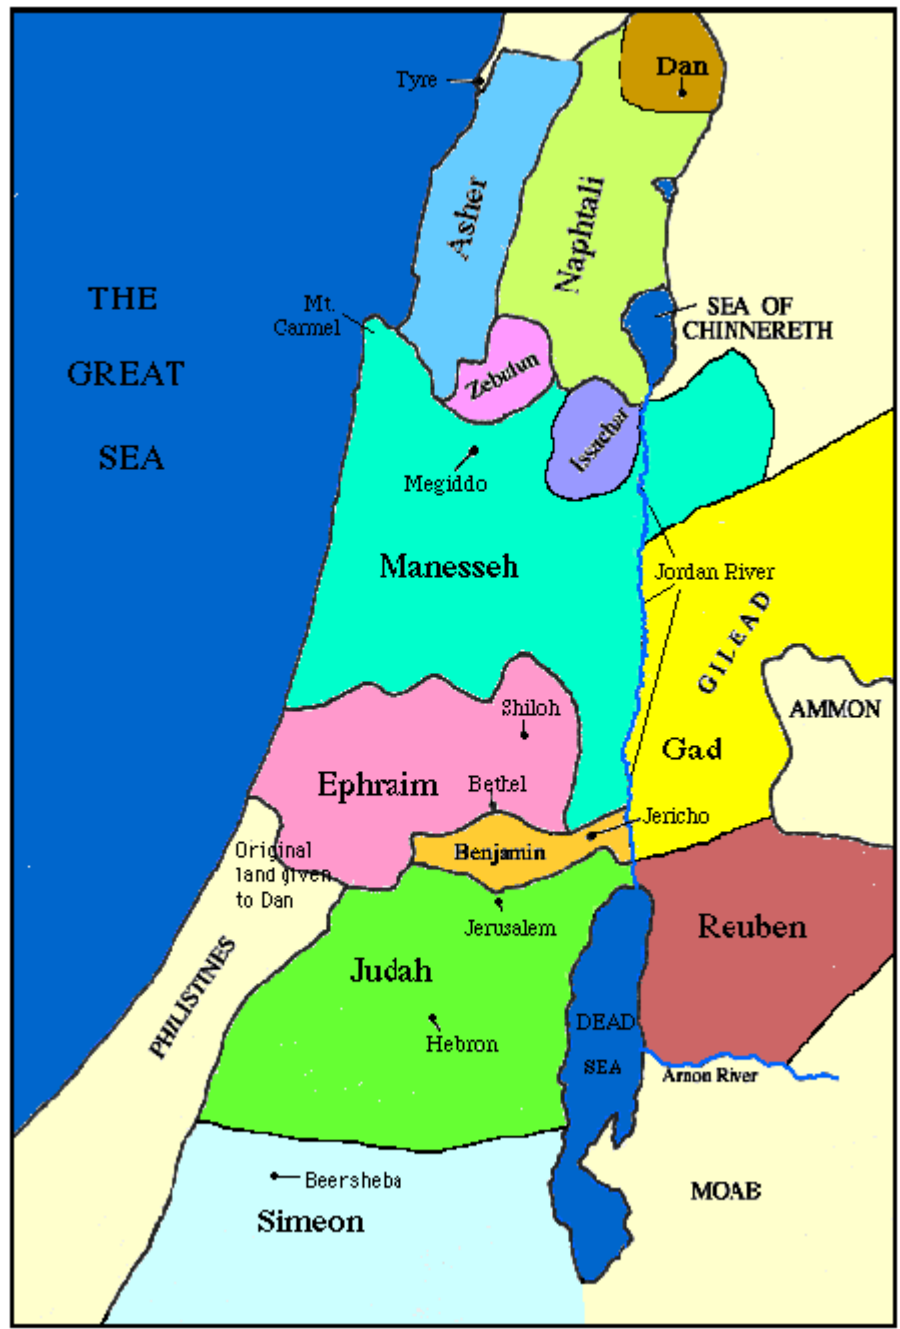 Dan
Tyre
Asher
Naphtali
THE
GREAT
SEA
Mt.
Carmel
SEA OF
CHINNERETH
Zebulun
Issachar
Megiddo
Manesseh
Jordan River
GILEAD
Shiloh
AMMON
Gad
Ephraim
Bethel
Jericho
Original
land given
to Dan
Benjamin
Jerusalem
Reuben
PHILISTINES
Judah
Hebron
DEAD
SEA
Arnon River
Beersheba
Simeon
MOAB